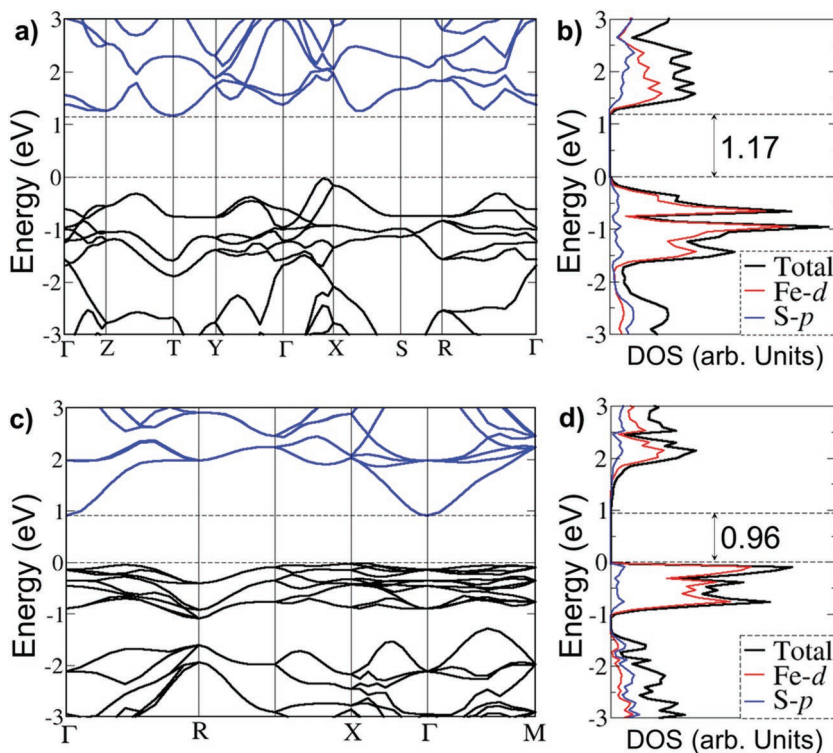 a)
Energy (eV)
3
2
1
0
-1
-2
-3
Γ Z T Y Γ X S R Γ
b)
Energy (eV)
3
2
1
0
-1
-2
-3
1.17
Total
Fe-d
S-p
DOS (arb. Units)
c)
Energy (eV)
3
2
1
0
-1
-2
-3
Γ R X Γ M
d)
Energy (eV)
3
2
1
0
-1
-2
-3
0.96
Total
Fe-d
S-p
DOS (arb. Units)